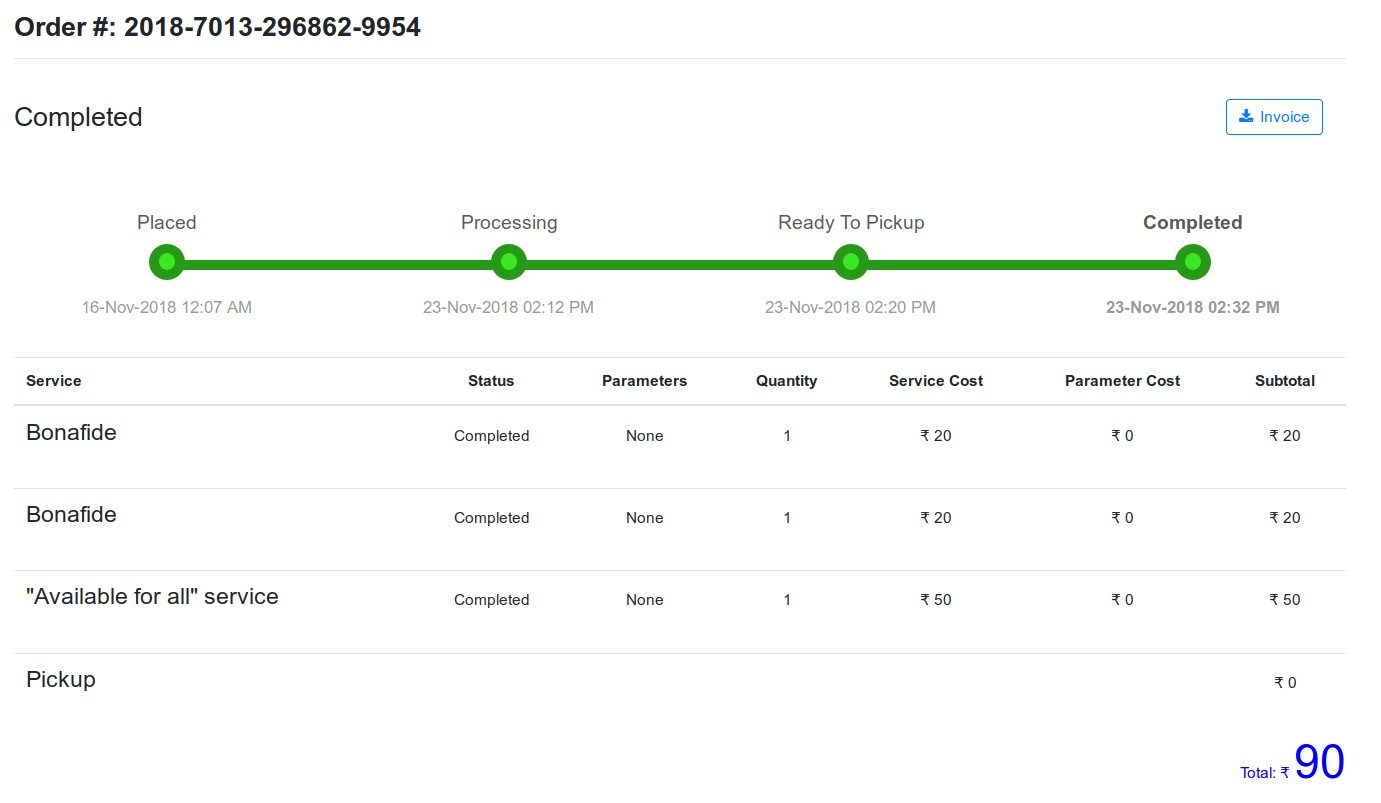 Order #: 2018-7013-296862-9954
Completed
Invoice
Placed Processing Ready To Pickup Completed
16-Nov-2018 12:07 AM 23-Nov-2018 02:12 PM 23-Nov-2018 02:20 PM 23-Nov-2018 02:32 PM
Service Status Parameters Quantity Service Cost Parameter Cost Subtotal
Bonafide Completed None 1 ₹ 20 ₹ 0 ₹ 20
Bonafide Completed None 1 ₹ 20 ₹ 0 ₹ 20
"Available for all" service Completed None 1 ₹ 50 ₹ 0 ₹ 50
Pickup ₹ 0
Total: ₹ 90